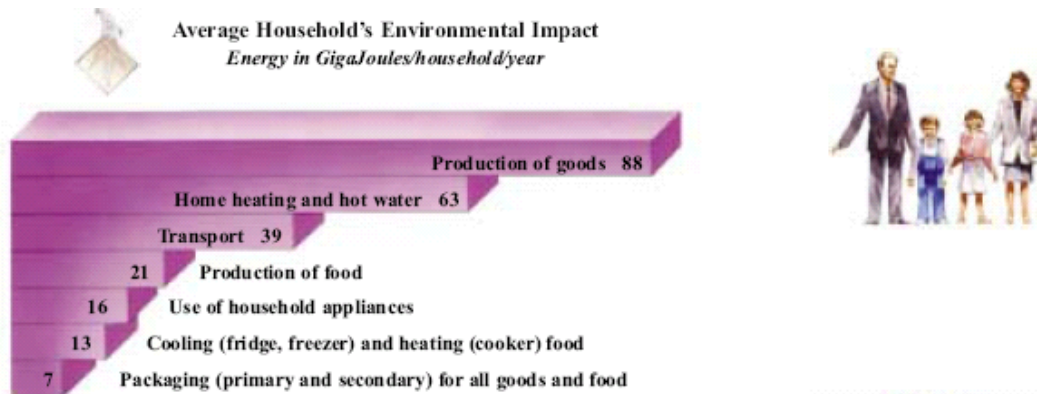 Average Household's Environmental Impact
Energy in GigaJoules/household/year
Production of goods 88
Home heating and hot water 63
Transport 39
21 Production of food
16 Use of household appliances
13 Cooling (fridge, freezer) and heating (cooker) food
7 Packaging (primary and secondary) for all goods and food